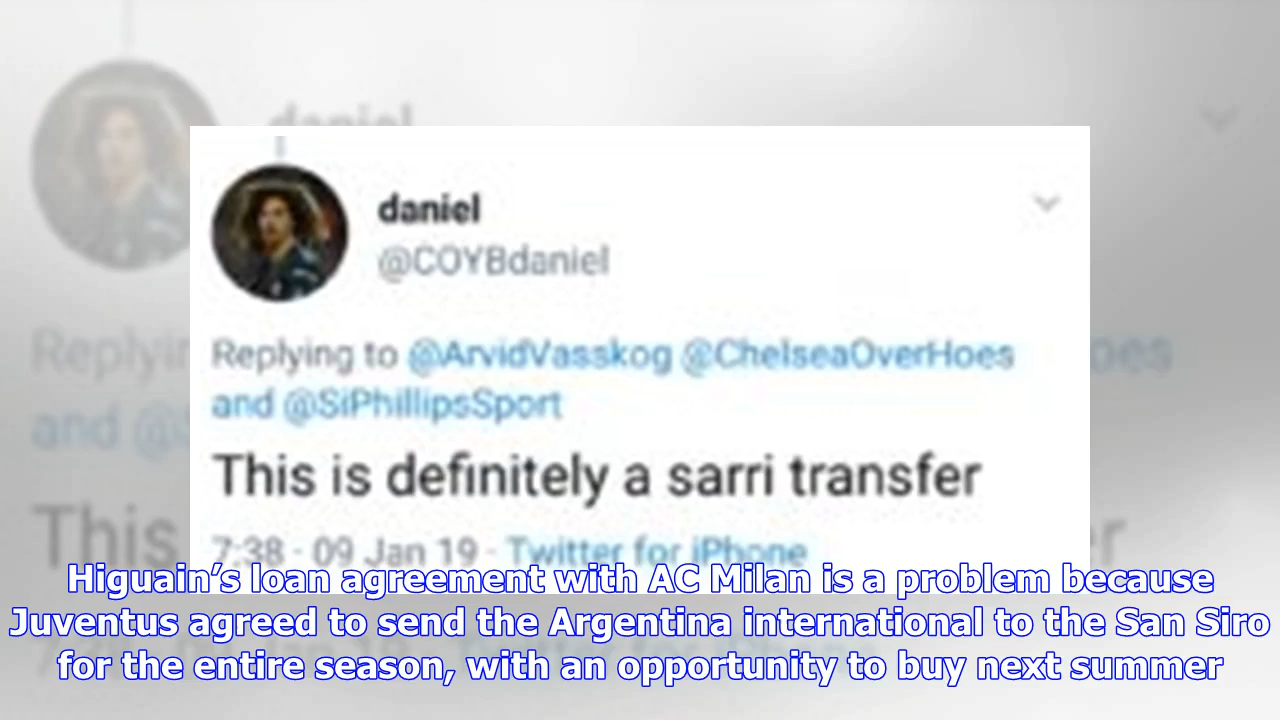 daniel
@COYBdaniel
Replying to @ArvidVasskog @ChelseaOverHoes
and @SiPhillipsSport
This is definitely a sarri transfer
7:38 · 09 Jan 19 · Twitter for iPhone
Higuain’s loan agreement with AC Milan is a problem because
Juventus agreed to send the Argentina international to the San Siro
for the entire season, with an opportunity to buy next summer